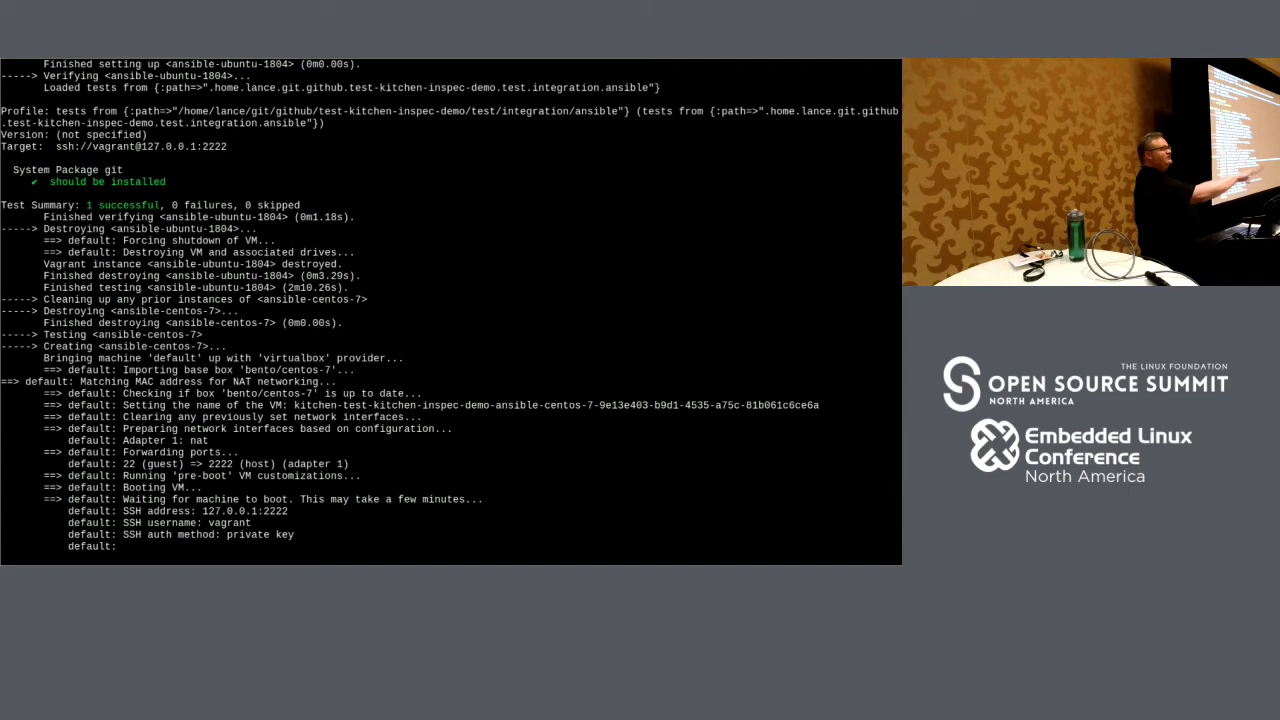 Finished setting up <ansible-ubuntu-1804> (0m0.00s).
-----> Verifying <ansible-ubuntu-1804>...
Loaded tests from {:path=>".home.lance.git.github.test-kitchen-inspec-demo.test.integration.ansible"}
Profile: tests from {:path=>"/home/lance/git/github/test-kitchen-inspec-demo/test/integration/ansible"} (tests from {:path=>".home.lance.git.github
.test-kitchen-inspec-demo.test.integration.ansible"})
Version: (not specified)
Target:  ssh://vagrant@127.0.0.1:2222
System Package git
✔  should be installed
Test Summary: 1 successful, 0 failures, 0 skipped
Finished verifying <ansible-ubuntu-1804> (0m1.18s).
-----> Destroying <ansible-ubuntu-1804>...
==> default: Forcing shutdown of VM...
==> default: Destroying VM and associated drives...
Vagrant instance <ansible-ubuntu-1804> destroyed.
Finished destroying <ansible-ubuntu-1804> (0m3.29s).
Finished testing <ansible-ubuntu-1804> (2m10.26s).
-----> Cleaning up any prior instances of <ansible-centos-7>
-----> Destroying <ansible-centos-7>...
Finished destroying <ansible-centos-7> (0m0.00s).
-----> Testing <ansible-centos-7>
-----> Creating <ansible-centos-7>...
Bringing machine 'default' up with 'virtualbox' provider...
==> default: Importing base box 'bento/centos-7'...
==> default: Matching MAC address for NAT networking...
==> default: Checking if box 'bento/centos-7' is up to date...
==> default: Setting the name of the VM: kitchen-test-kitchen-inspec-demo-ansible-centos-7-9e13e403-b9d1-4535-a75c-81b061c6ce6a
==> default: Clearing any previously set network interfaces...
==> default: Preparing network interfaces based on configuration...
default: Adapter 1: nat
==> default: Forwarding ports...
default: 22 (guest) => 2222 (host) (adapter 1)
==> default: Running 'pre-boot' VM customizations...
==> default: Booting VM...
==> default: Waiting for machine to boot. This may take a few minutes...
default: SSH address: 127.0.0.1:2222
default: SSH username: vagrant
default: SSH auth method: private key
default:
THE LINUX FOUNDATION
OPEN SOURCE SUMMIT
NORTH AMERICA
Embedded Linux
Conference
North America